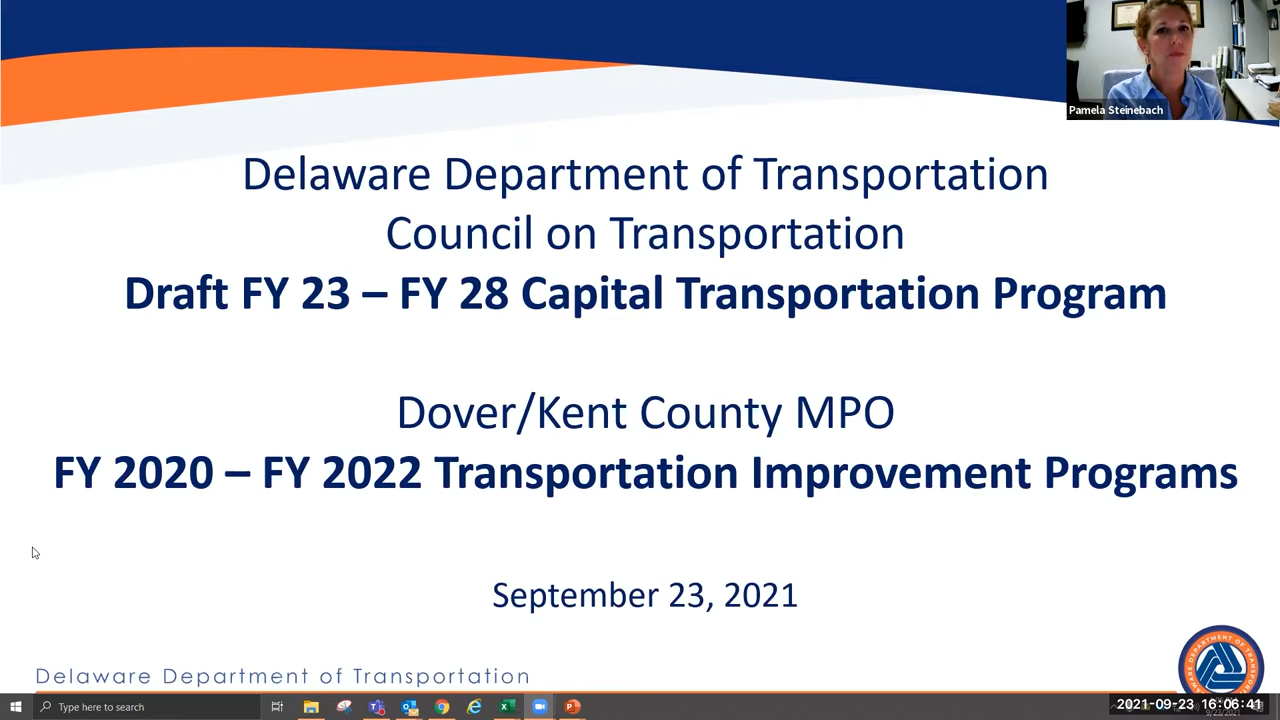 Pamela Steinebach
Delaware Department of Transportation
Council on Transportation
Draft FY 23 – FY 28 Capital Transportation Program
Dover/Kent County MPO
FY 2020 – FY 2022 Transportation Improvement Programs
September 23, 2021
Delaware Department of Transportation
Type here to search
2021-09-23 16:06:41